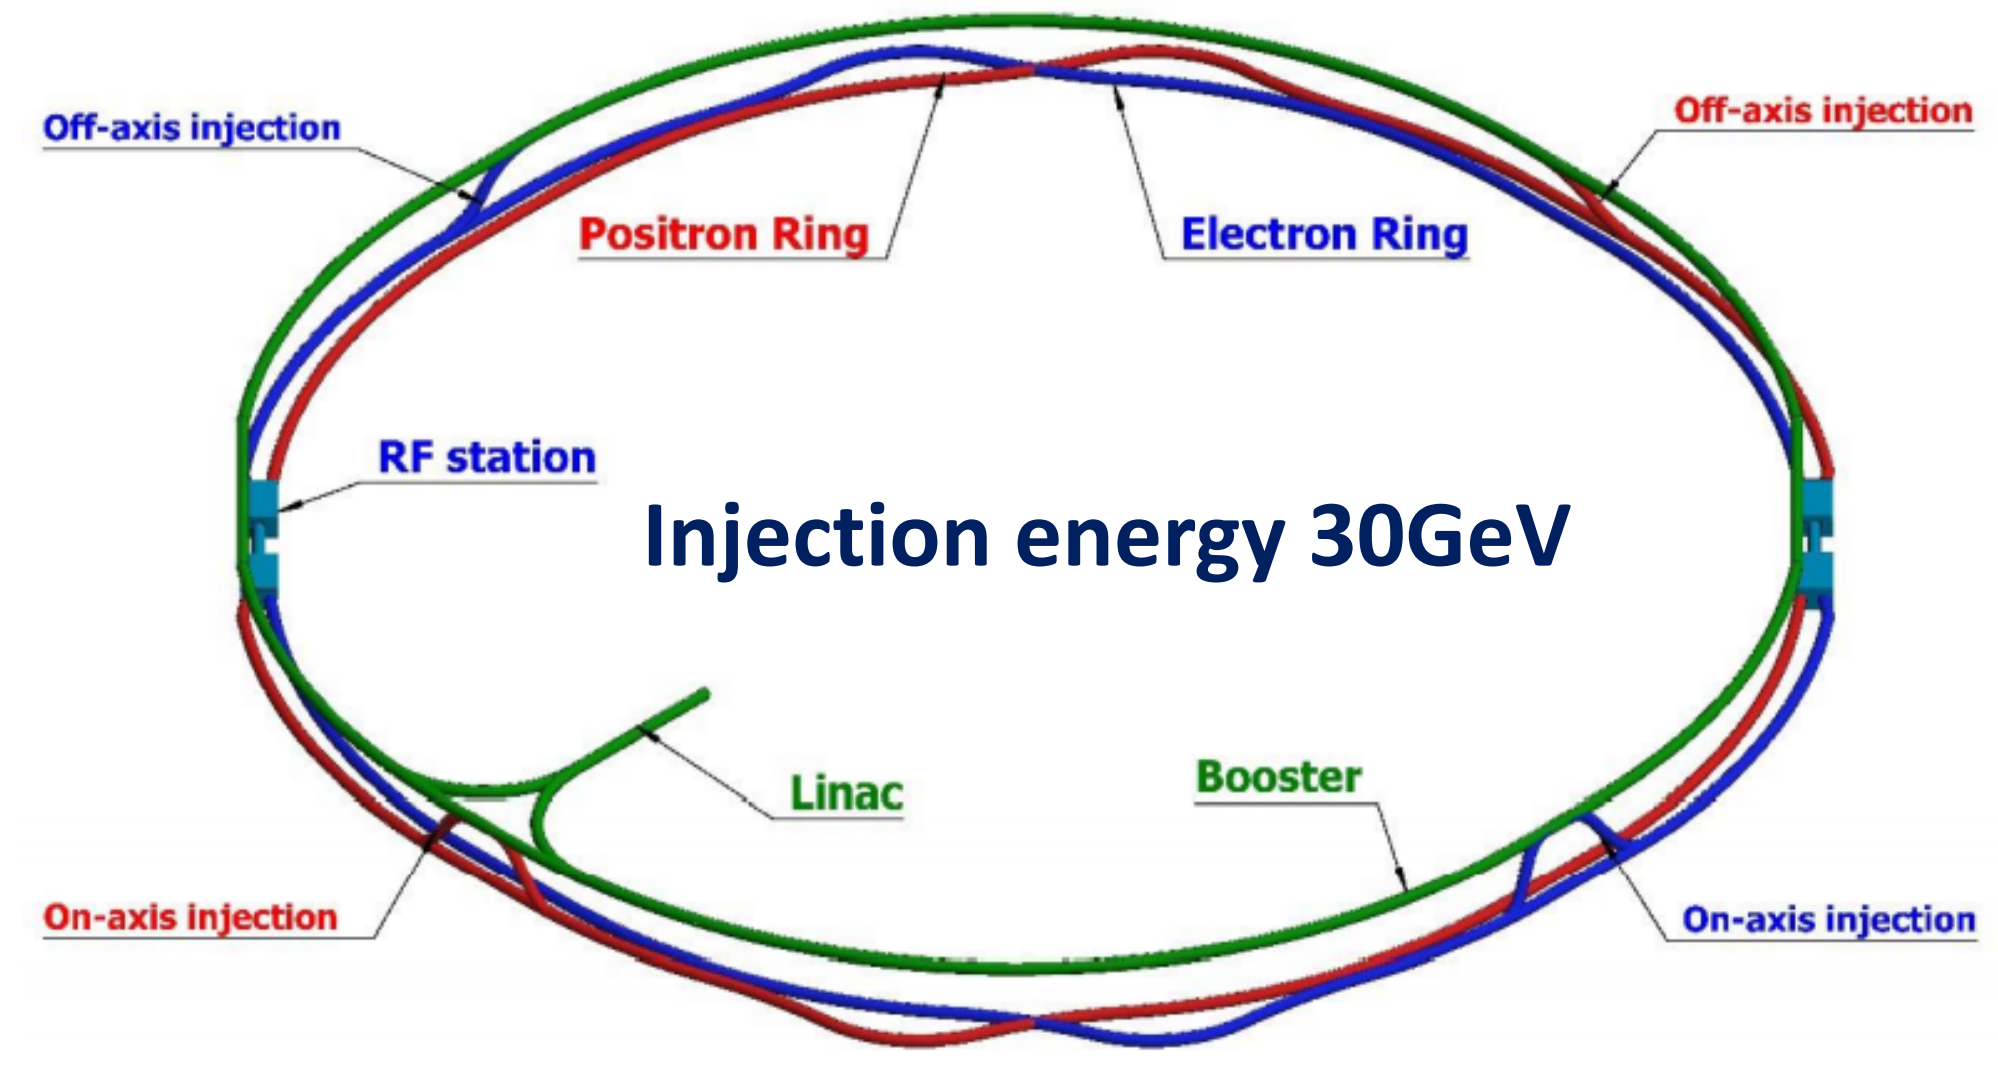 Off-axis injection
Off-axis injection
Positron Ring
Electron Ring
RF station
Injection energy 30GeV
Linac
Booster
On-axis injection
On-axis injection